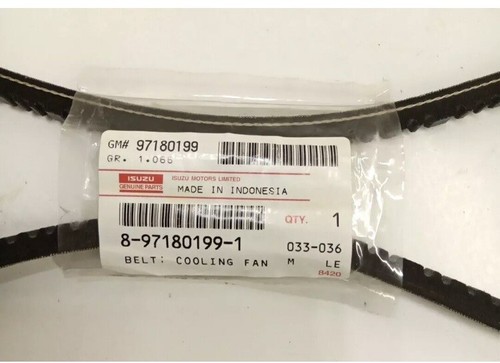 GM# 97180199
GR. 1.066
ISUZU
GENUINE PARTS
ISUZU MOTORS LIMITED
MADE IN INDONESIA
QTY. 1
8-97180199-1
033-036
BELT: COOLING FAN
M LE
8420